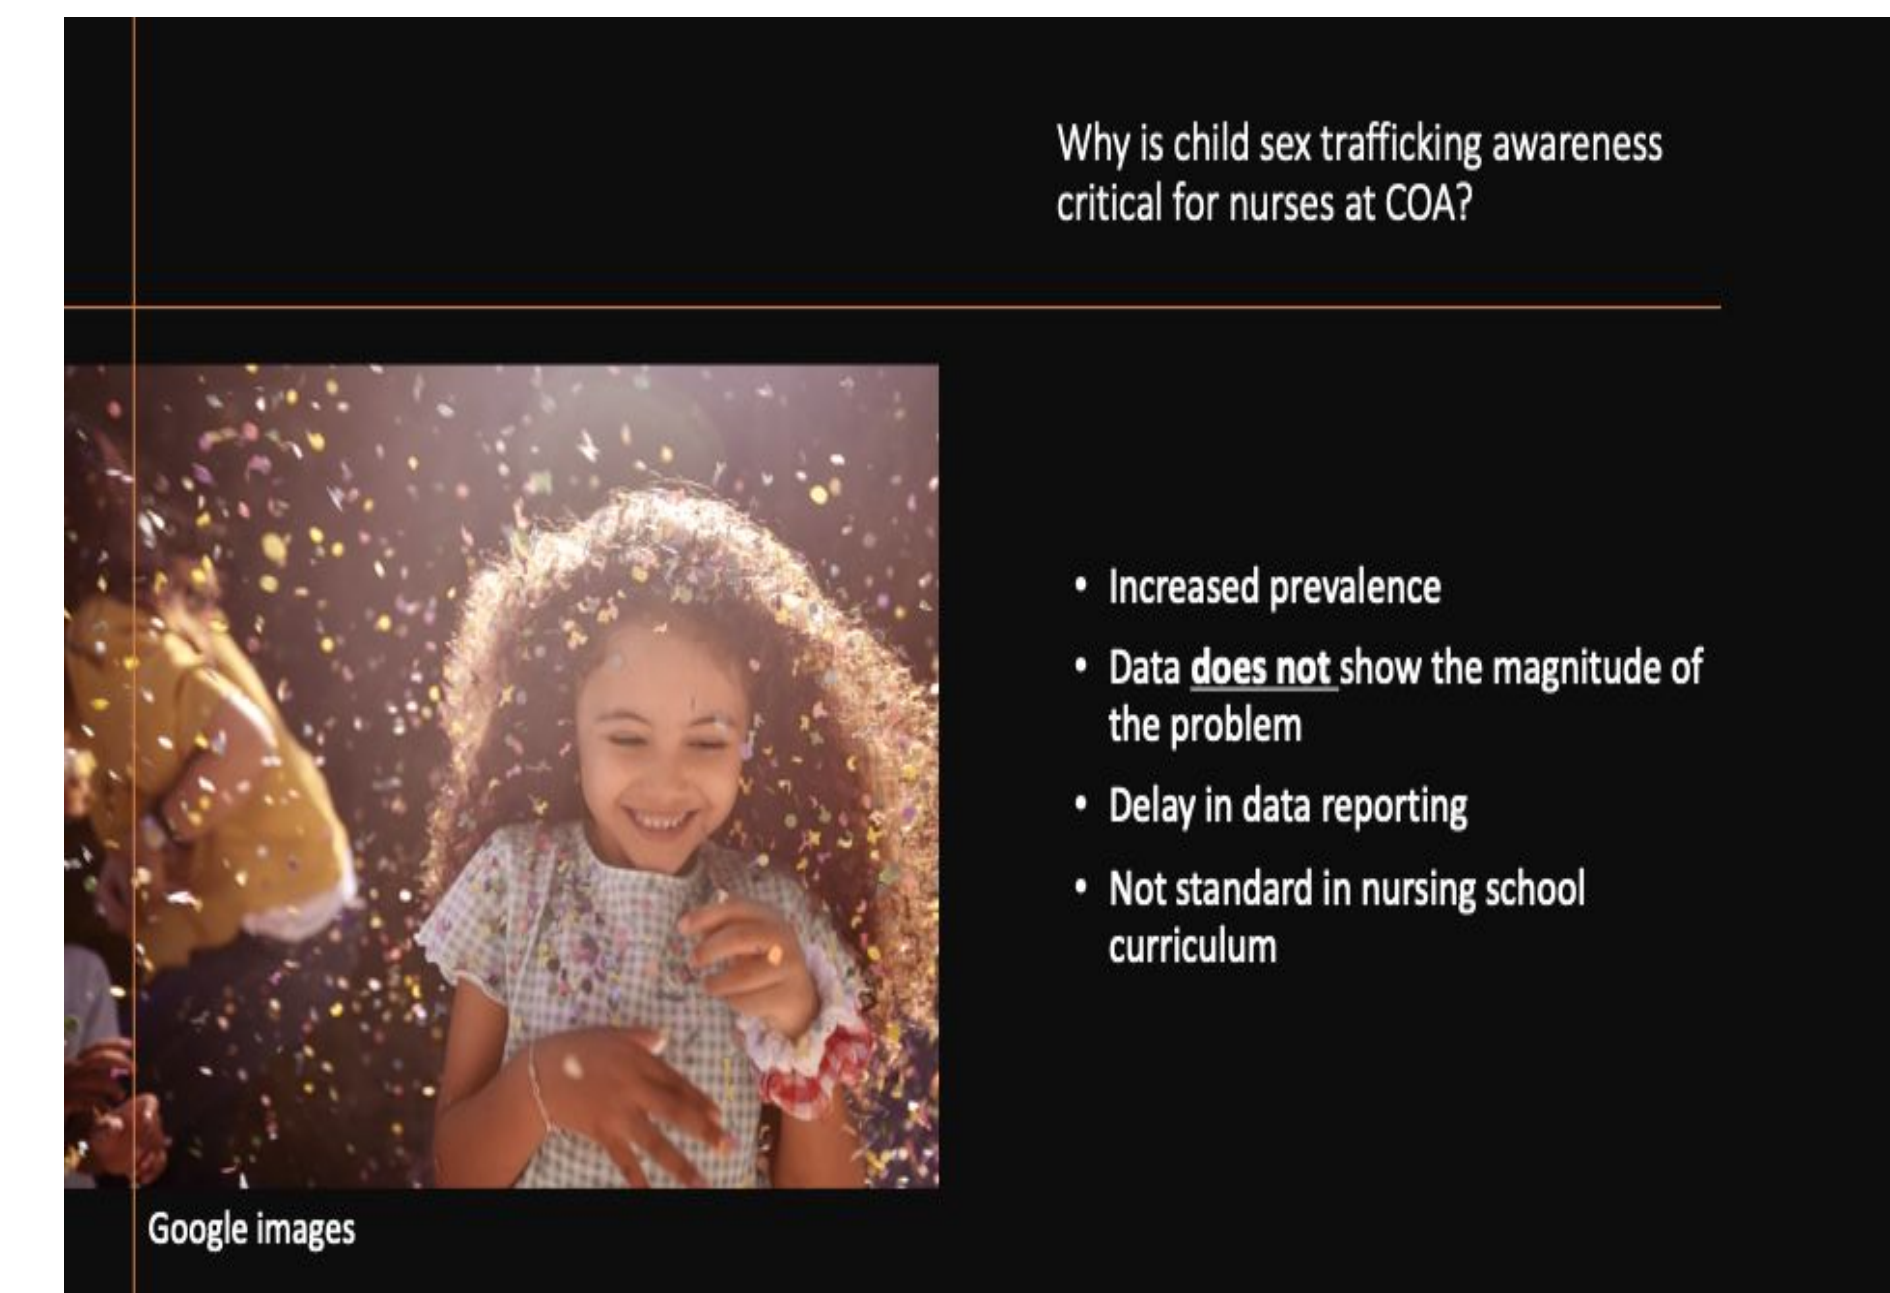 Why is child sex trafficking awareness
critical for nurses at COA?
• Increased prevalence
• Data does not show the magnitude of
the problem
• Delay in data reporting
• Not standard in nursing school
curriculum
Google images